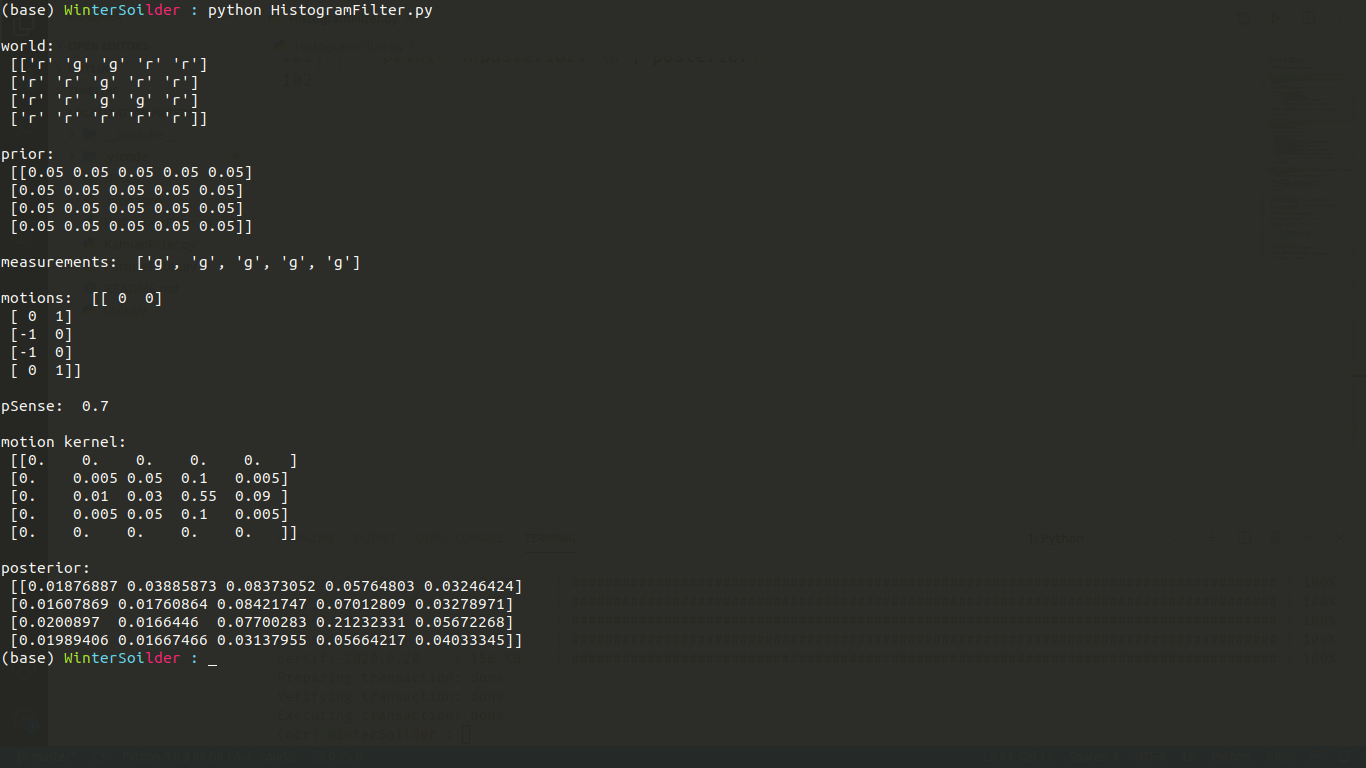 (base) WinterSoilder : python HistogramFilter.py
world:
[['r' 'g' 'g' 'r' 'r']
['r' 'r' 'g' 'r' 'r']
['r' 'r' 'g' 'g' 'r']
['r' 'r' 'r' 'r' 'r']]
prior:
[[0.05 0.05 0.05 0.05 0.05]
[0.05 0.05 0.05 0.05 0.05]
[0.05 0.05 0.05 0.05 0.05]
[0.05 0.05 0.05 0.05 0.05]]
measurements:  ['g', 'g', 'g', 'g', 'g']
motions:  [[ 0  0]
[ 0  1]
[-1  0]
[-1  0]
[ 0  1]]
pSense:  0.7
motion kernel:
[[0.    0.    0.    0.    0.   ]
[0.    0.005 0.05  0.1   0.005]
[0.    0.01  0.03  0.55  0.09 ]
[0.    0.005 0.05  0.1   0.005]
[0.    0.    0.    0.    0.   ]]
posterior:
[[0.01876887 0.03885873 0.08373052 0.05764803 0.03246424]
[0.01607869 0.01760864 0.08421747 0.07012809 0.03278971]
[0.0200897  0.0166446  0.07700283 0.21232331 0.05672268]
[0.01989406 0.01667466 0.03137955 0.05664217 0.04033345]]
(base) WinterSoilder : _